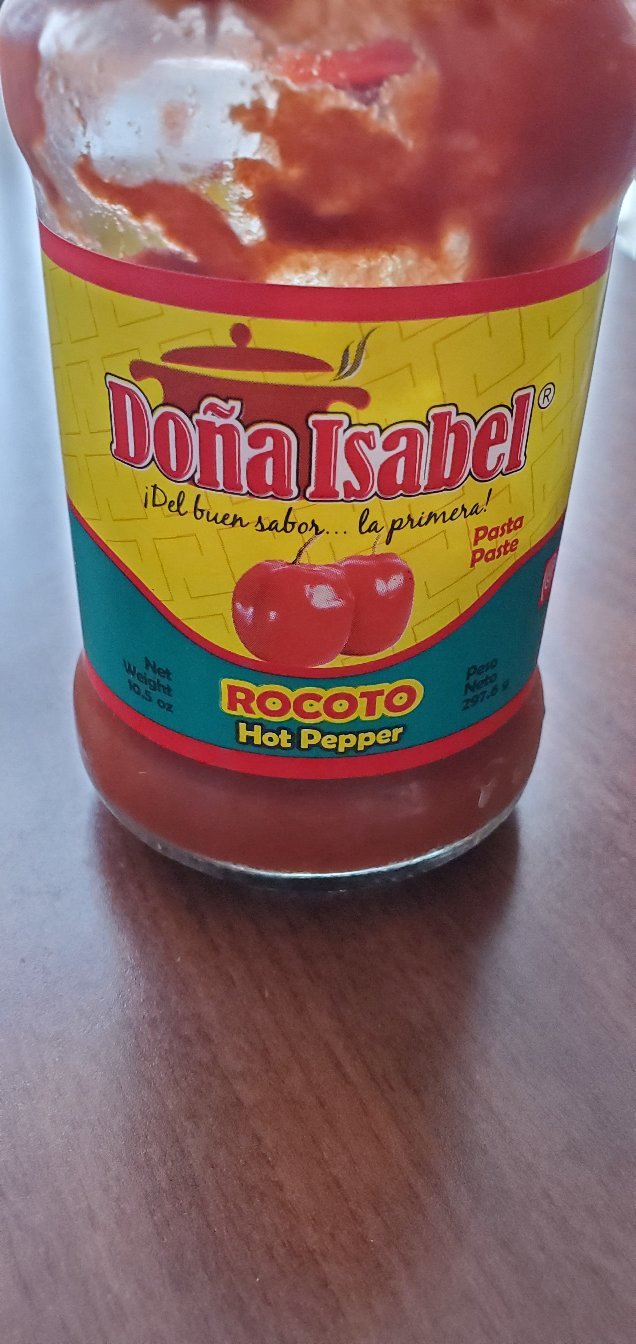 Doña Isabel®
¡Del buen sabor... la primera!
Pasta
Paste
Net
Weight
10.5 oz
Peso
Neto
297.6 g
ROCOTO
Hot Pepper